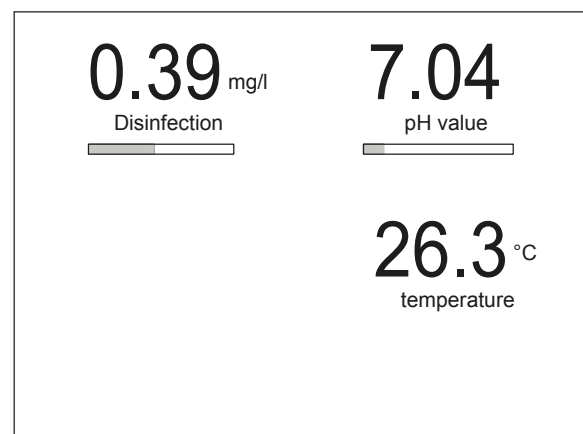 0.39 mg/l 7.04
Disinfection pH value
26.3 °C
temperature